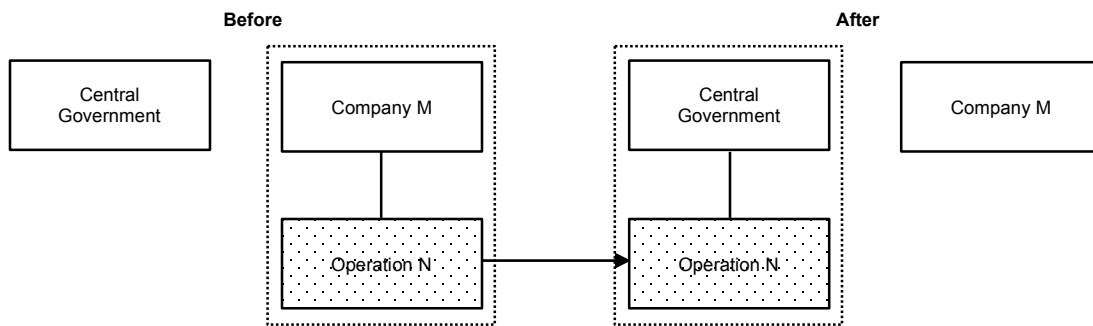 Before
After
Central
Government
Company M
Central
Government
Company M
Operation N
Operation N